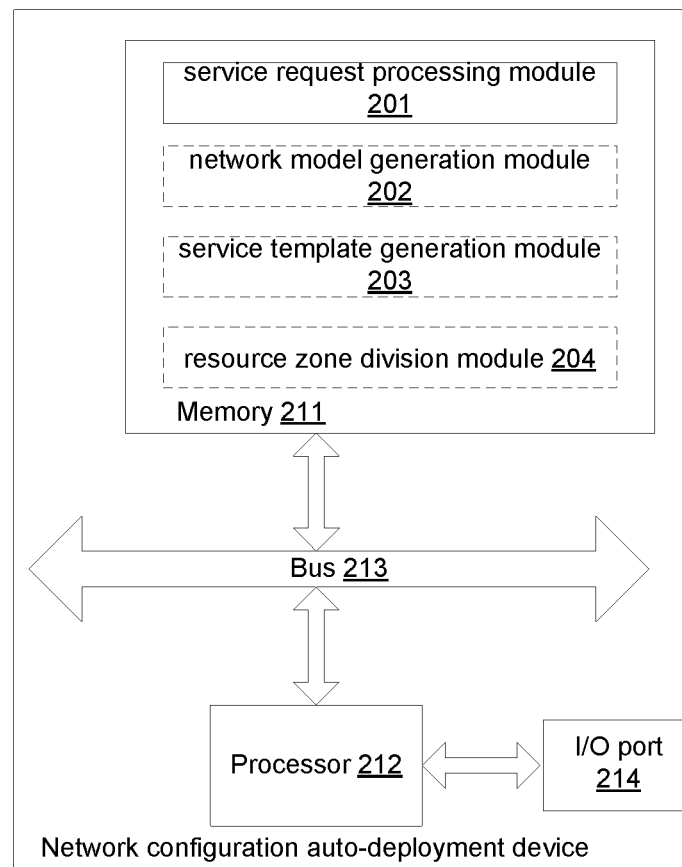 service request processing module
201
network model generation module
202
service template generation module
203
resource zone division module 204
Memory 211
Bus 213
Processor 212
I/O port
214
Network configuration auto-deployment device